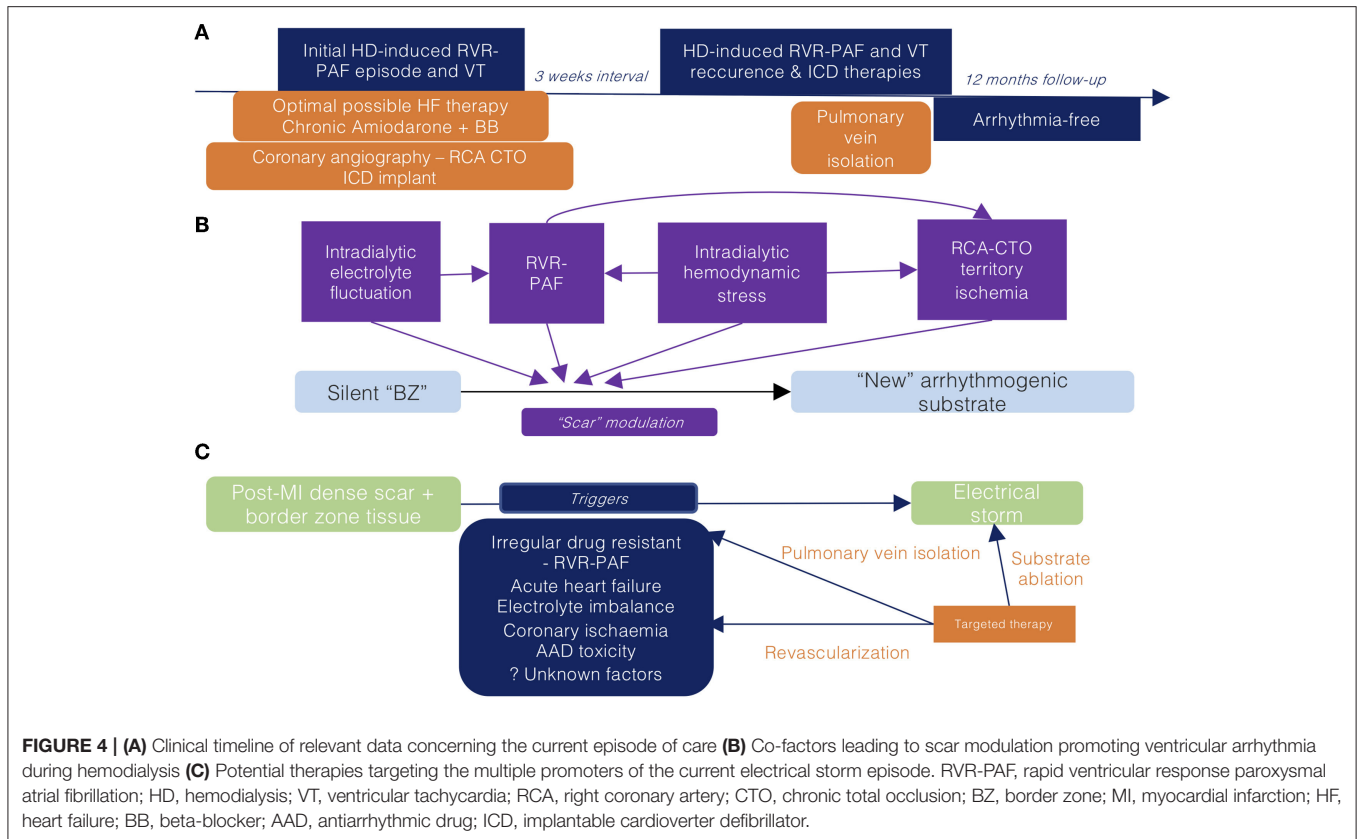 A
Initial HD-induced RVR-
PAF episode and VT
3 weeks interval
HD-induced RVR-PAF and VT
reccurence & ICD therapies
12 months follow-up
Optimal possible HF therapy
Chronic Amiodarone + BB
Pulmonary
vein
isolation
Arrhythmia-free
Coronary angiography – RCA CTO
ICD implant
B
Intradialytic
electrolyte
fluctuation
RVR-
PAF
Intradialytic
hemodynamic
stress
RCA-CTO
territory
ischemia
Silent “BZ”
“New” arrhythmogenic
substrate
“Scar” modulation
C
Post-MI dense scar +
border zone tissue
Triggers
Electrical
storm
Irregular drug resistant
- RVR-PAF
Acute heart failure
Electrolyte imbalance
Coronary ischaemia
AAD toxicity
? Unknown factors
Pulmonary vein isolation
Substrate
ablation
Targeted therapy
Revascularization
FIGURE 4 | (A) Clinical timeline of relevant data concerning the current episode of care (B) Co-factors leading to scar modulation promoting ventricular arrhythmia
during hemodialysis (C) Potential therapies targeting the multiple promoters of the current electrical storm episode. RVR-PAF, rapid ventricular response paroxysmal
atrial fibrillation; HD, hemodialysis; VT, ventricular tachycardia; RCA, right coronary artery; CTO, chronic total occlusion; BZ, border zone; MI, myocardial infarction; HF,
heart failure; BB, beta-blocker; AAD, antiarrhythmic drug; ICD, implantable cardioverter defibrillator.